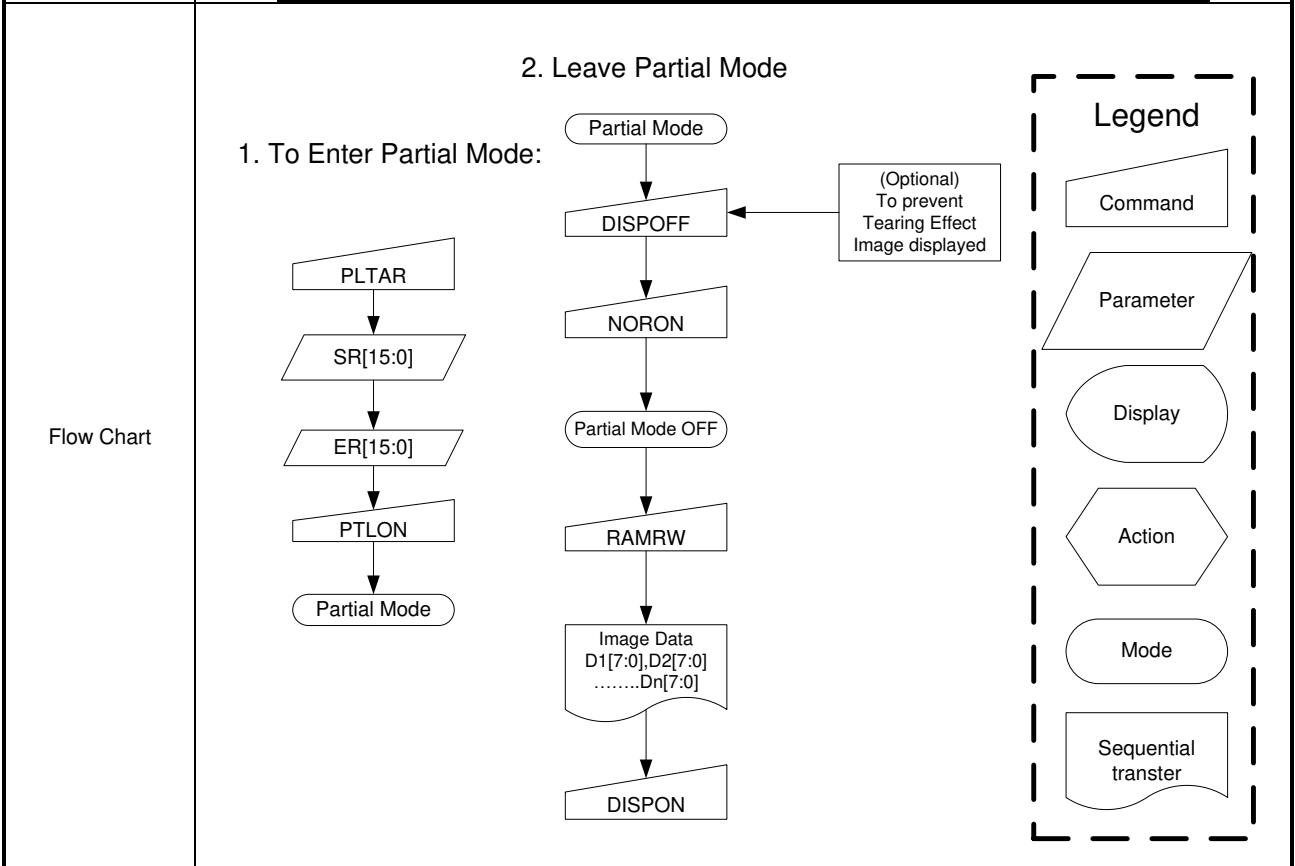 Flow Chart
1. To Enter Partial Mode:
PLTAR
SR[15:0]
ER[15:0]
PTLON
Partial Mode
2. Leave Partial Mode
Partial Mode
DISPOFF
(Optional)
To prevent
Tearing Effect
Image displayed
NORON
Partial Mode OFF
RAMRW
Image Data
D1[7:0],D2[7:0]
……..Dn[7:0]
DISPON
Legend
Command
Parameter
Display
Action
Mode
Sequential
transter